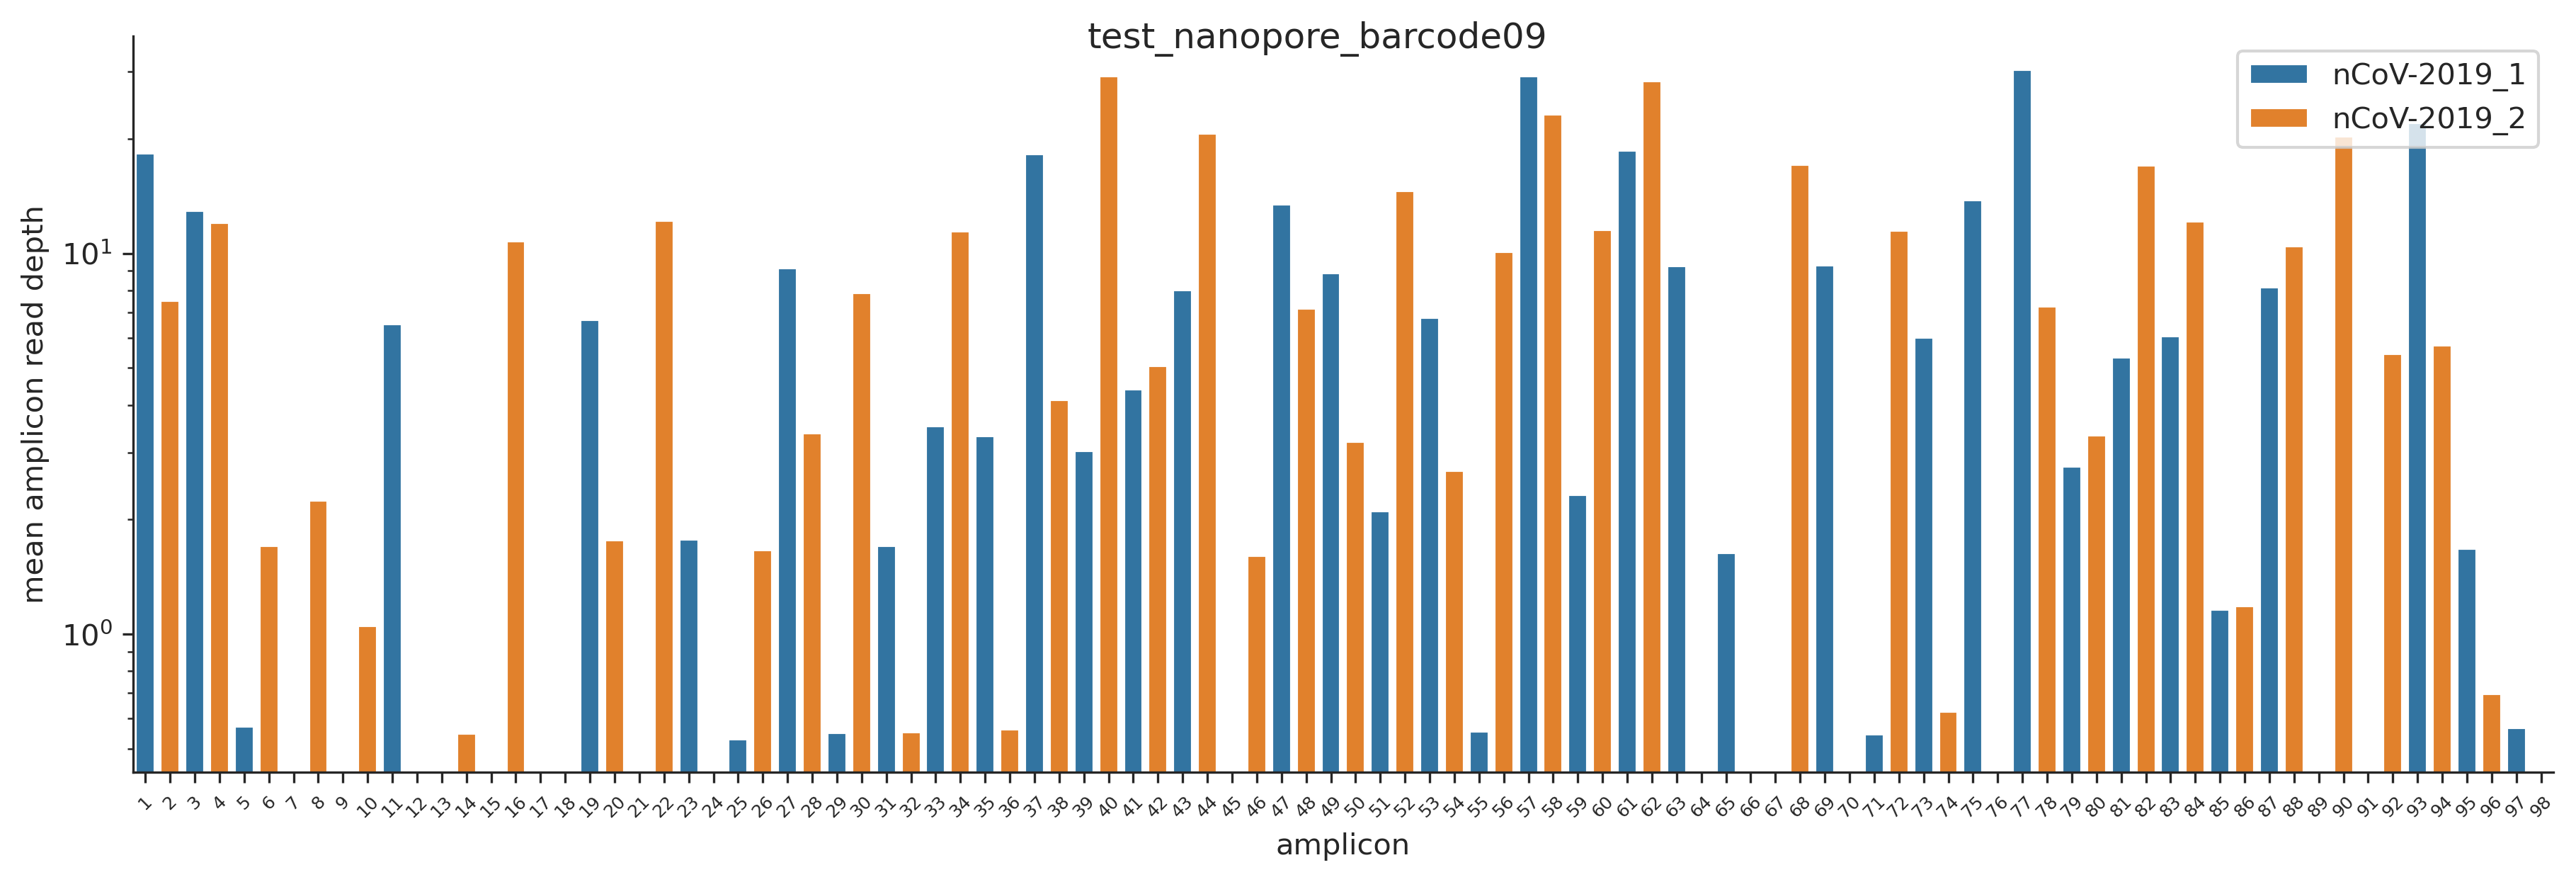 test_nanopore_barcode09
nCoV-2019_1
nCoV-2019_2
mean amplicon read depth
10¹
10⁰
1 2 3 4 5 6 7 8 9 10 11 12 13 14 15 16 17 18 19 20 21 22 23 24 25 26 27 28 29 30 31 32 33 34 35 36 37 38 39 40 41 42 43 44 45 46 47 48 49 50 51 52 53 54 55 56 57 58 59 60 61 62 63 64 65 66 67 68 69 70 71 72 73 74 75 76 77 78 79 80 81 82 83 84 85 86 87 88 89 90 91 92 93 94 95 96 97 98
amplicon